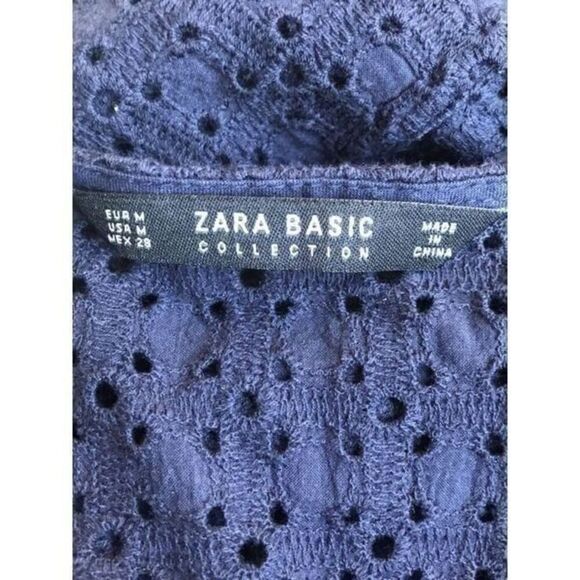 EUR M
USA M
MEX 28
ZARA BASIC
COLLECTION
MADE
IN
CHINA